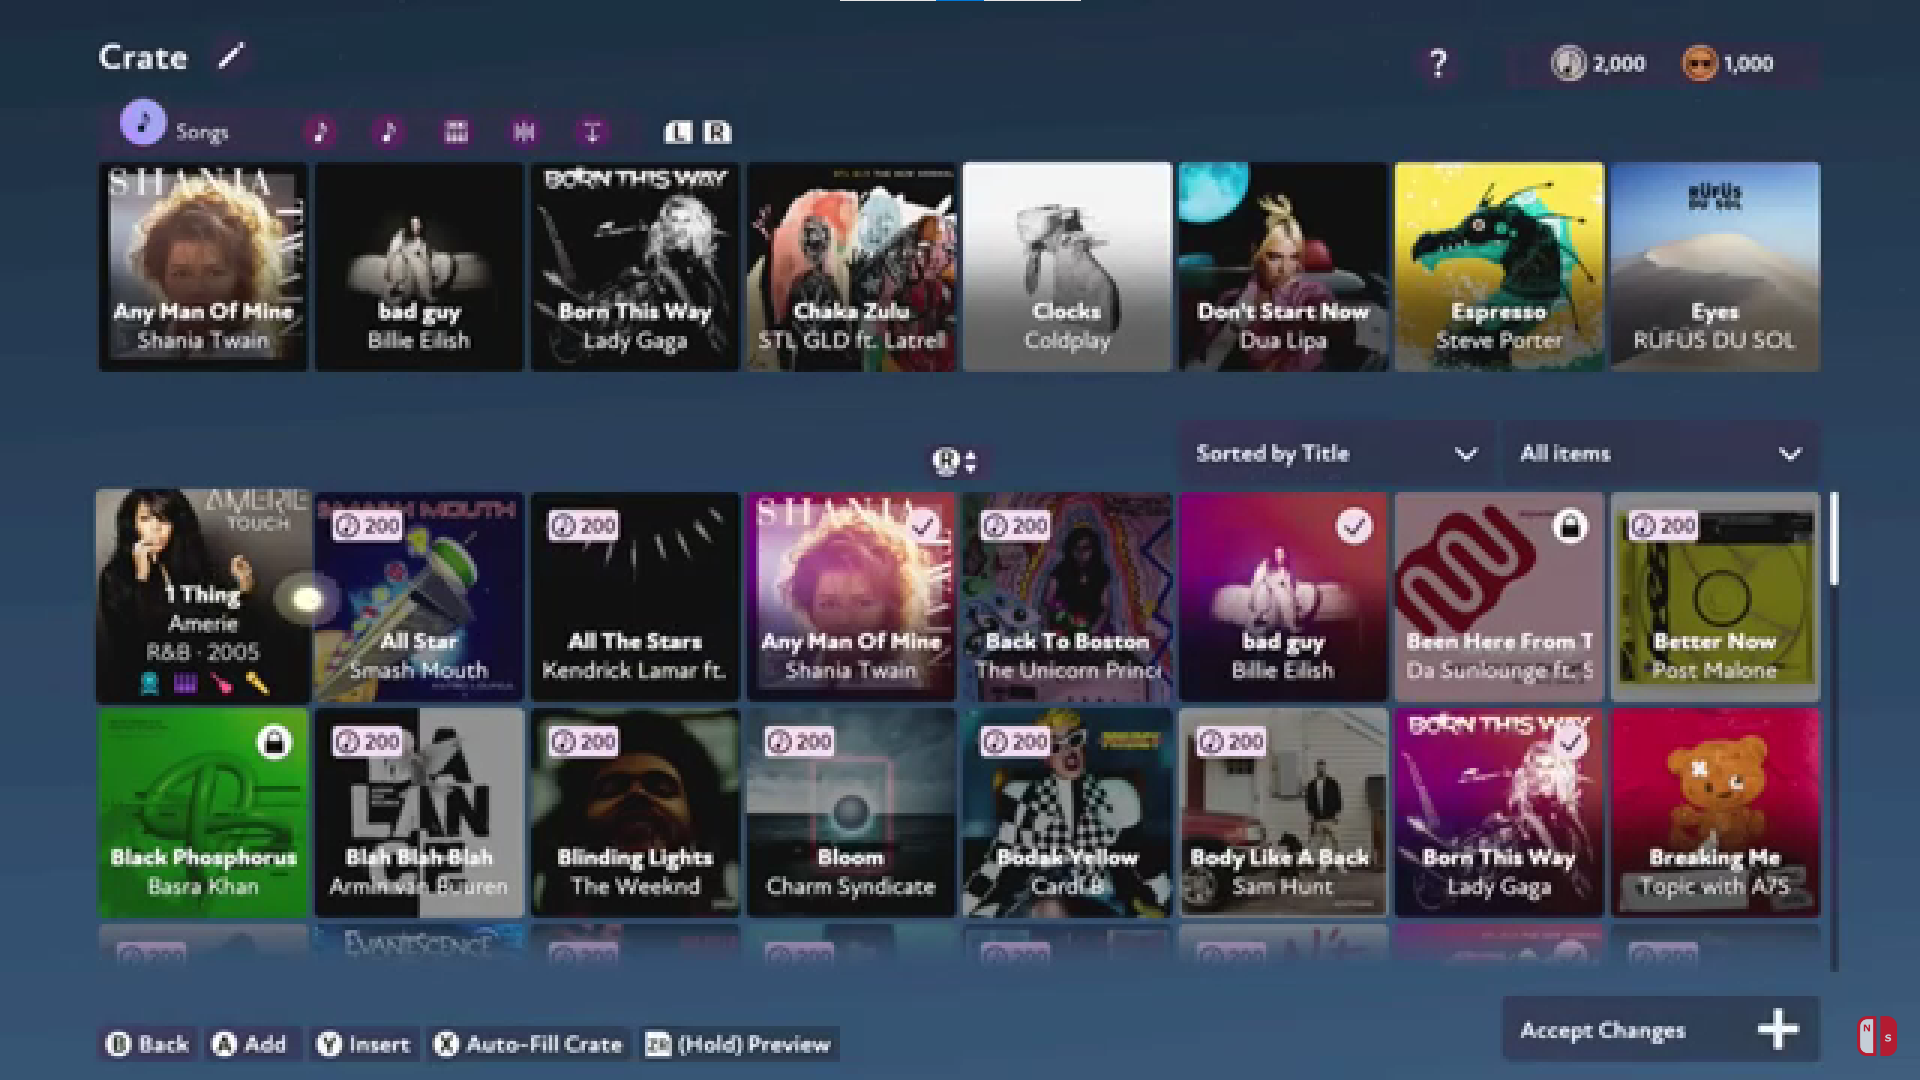 Crate
? 2,000 1,000
Songs
L R
SHANIA
TWAIN
Any Man Of Mine
Shania Twain
bad guy
Billie Eilish
BORN THIS WAY
Born This Way
Lady Gaga
Chaka Zulu
STL GLD ft. Latrell
Clocks
Coldplay
Don't Start Now
Dua Lipa
Espresso
Steve Porter
RÜFÜS
DU SOL
Eyes
RÜFÜS DU SOL
R
Sorted by Title
All items
AMERIE
TOUCH
1 Thing
Amerie
R&B · 2005
SMASH MOUTH
200
All Star
Smash Mouth
200
All The Stars
Kendrick Lamar ft.
SHANIA
Any Man Of Mine
Shania Twain
200
Back To Boston
The Unicorn Princ
bad guy
Billie Eilish
Been Here From T
Da Sunlounge ft. S
200
Better Now
Post Malone
Black Phosphorus
Basra Khan
200
BALANCE
Blah Blah Blah
Armin van Buuren
200
Blinding Lights
The Weeknd
200
Bloom
Charm Syndicate
200
Bodak Yellow
Cardi B
200
Body Like A Back
Sam Hunt
BORN THIS WAY
Born This Way
Lady Gaga
Breaking Me
Topic with A7S
200
EVANESCENCE
200
200
200
200
200
B Back
A Add
Y Insert
X Auto-Fill Crate
ZR (Hold) Preview
Accept Changes
N S